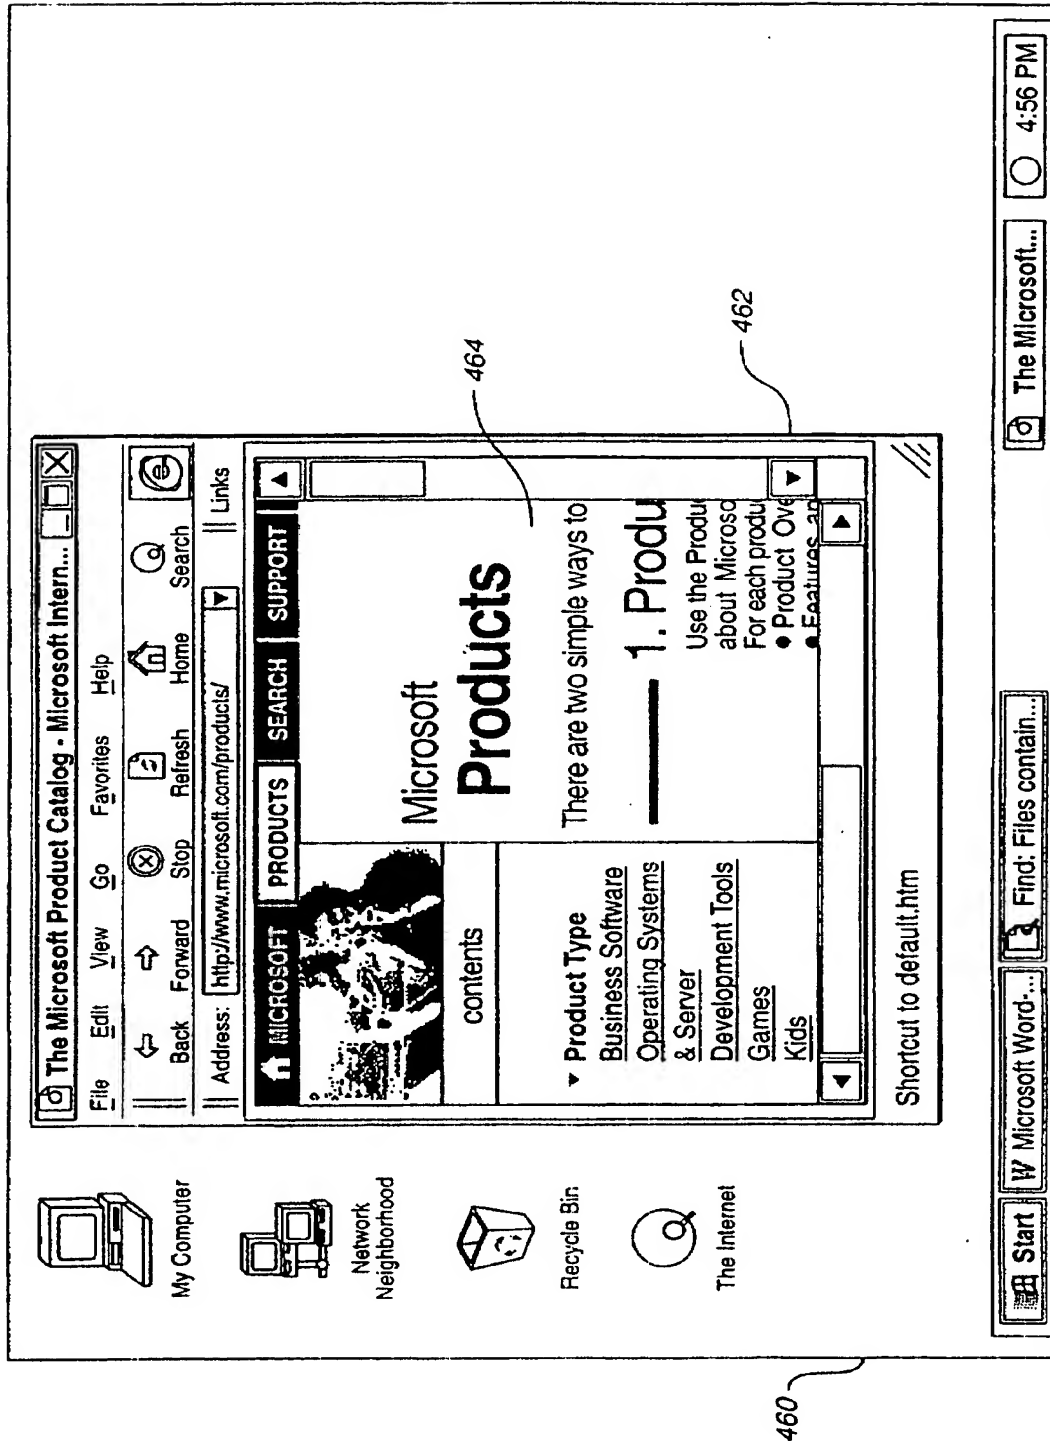 The Microsoft Product Catalog - Microsoft Intern...
File Edit View Go Favorites Help
Back Forward Stop Refresh Home Search
Address: http://www.microsoft.com/products/ Links
MICROSOFT PRODUCTS SEARCH SUPPORT
contents
▼ Product Type
Business Software
Operating Systems
& Server
Development Tools
Games
Kids
Microsoft
Products
There are two simple ways to
1. Produ
Use the Produc
about Microso
For each produ
● Product Ove
● Features an
Shortcut to default.htm
464
462
My Computer
Network
Neighborhood
Recycle Bin
The Internet
Start W Microsoft Word-... Find: Files contain... The Microsoft... 4:56 PM
460